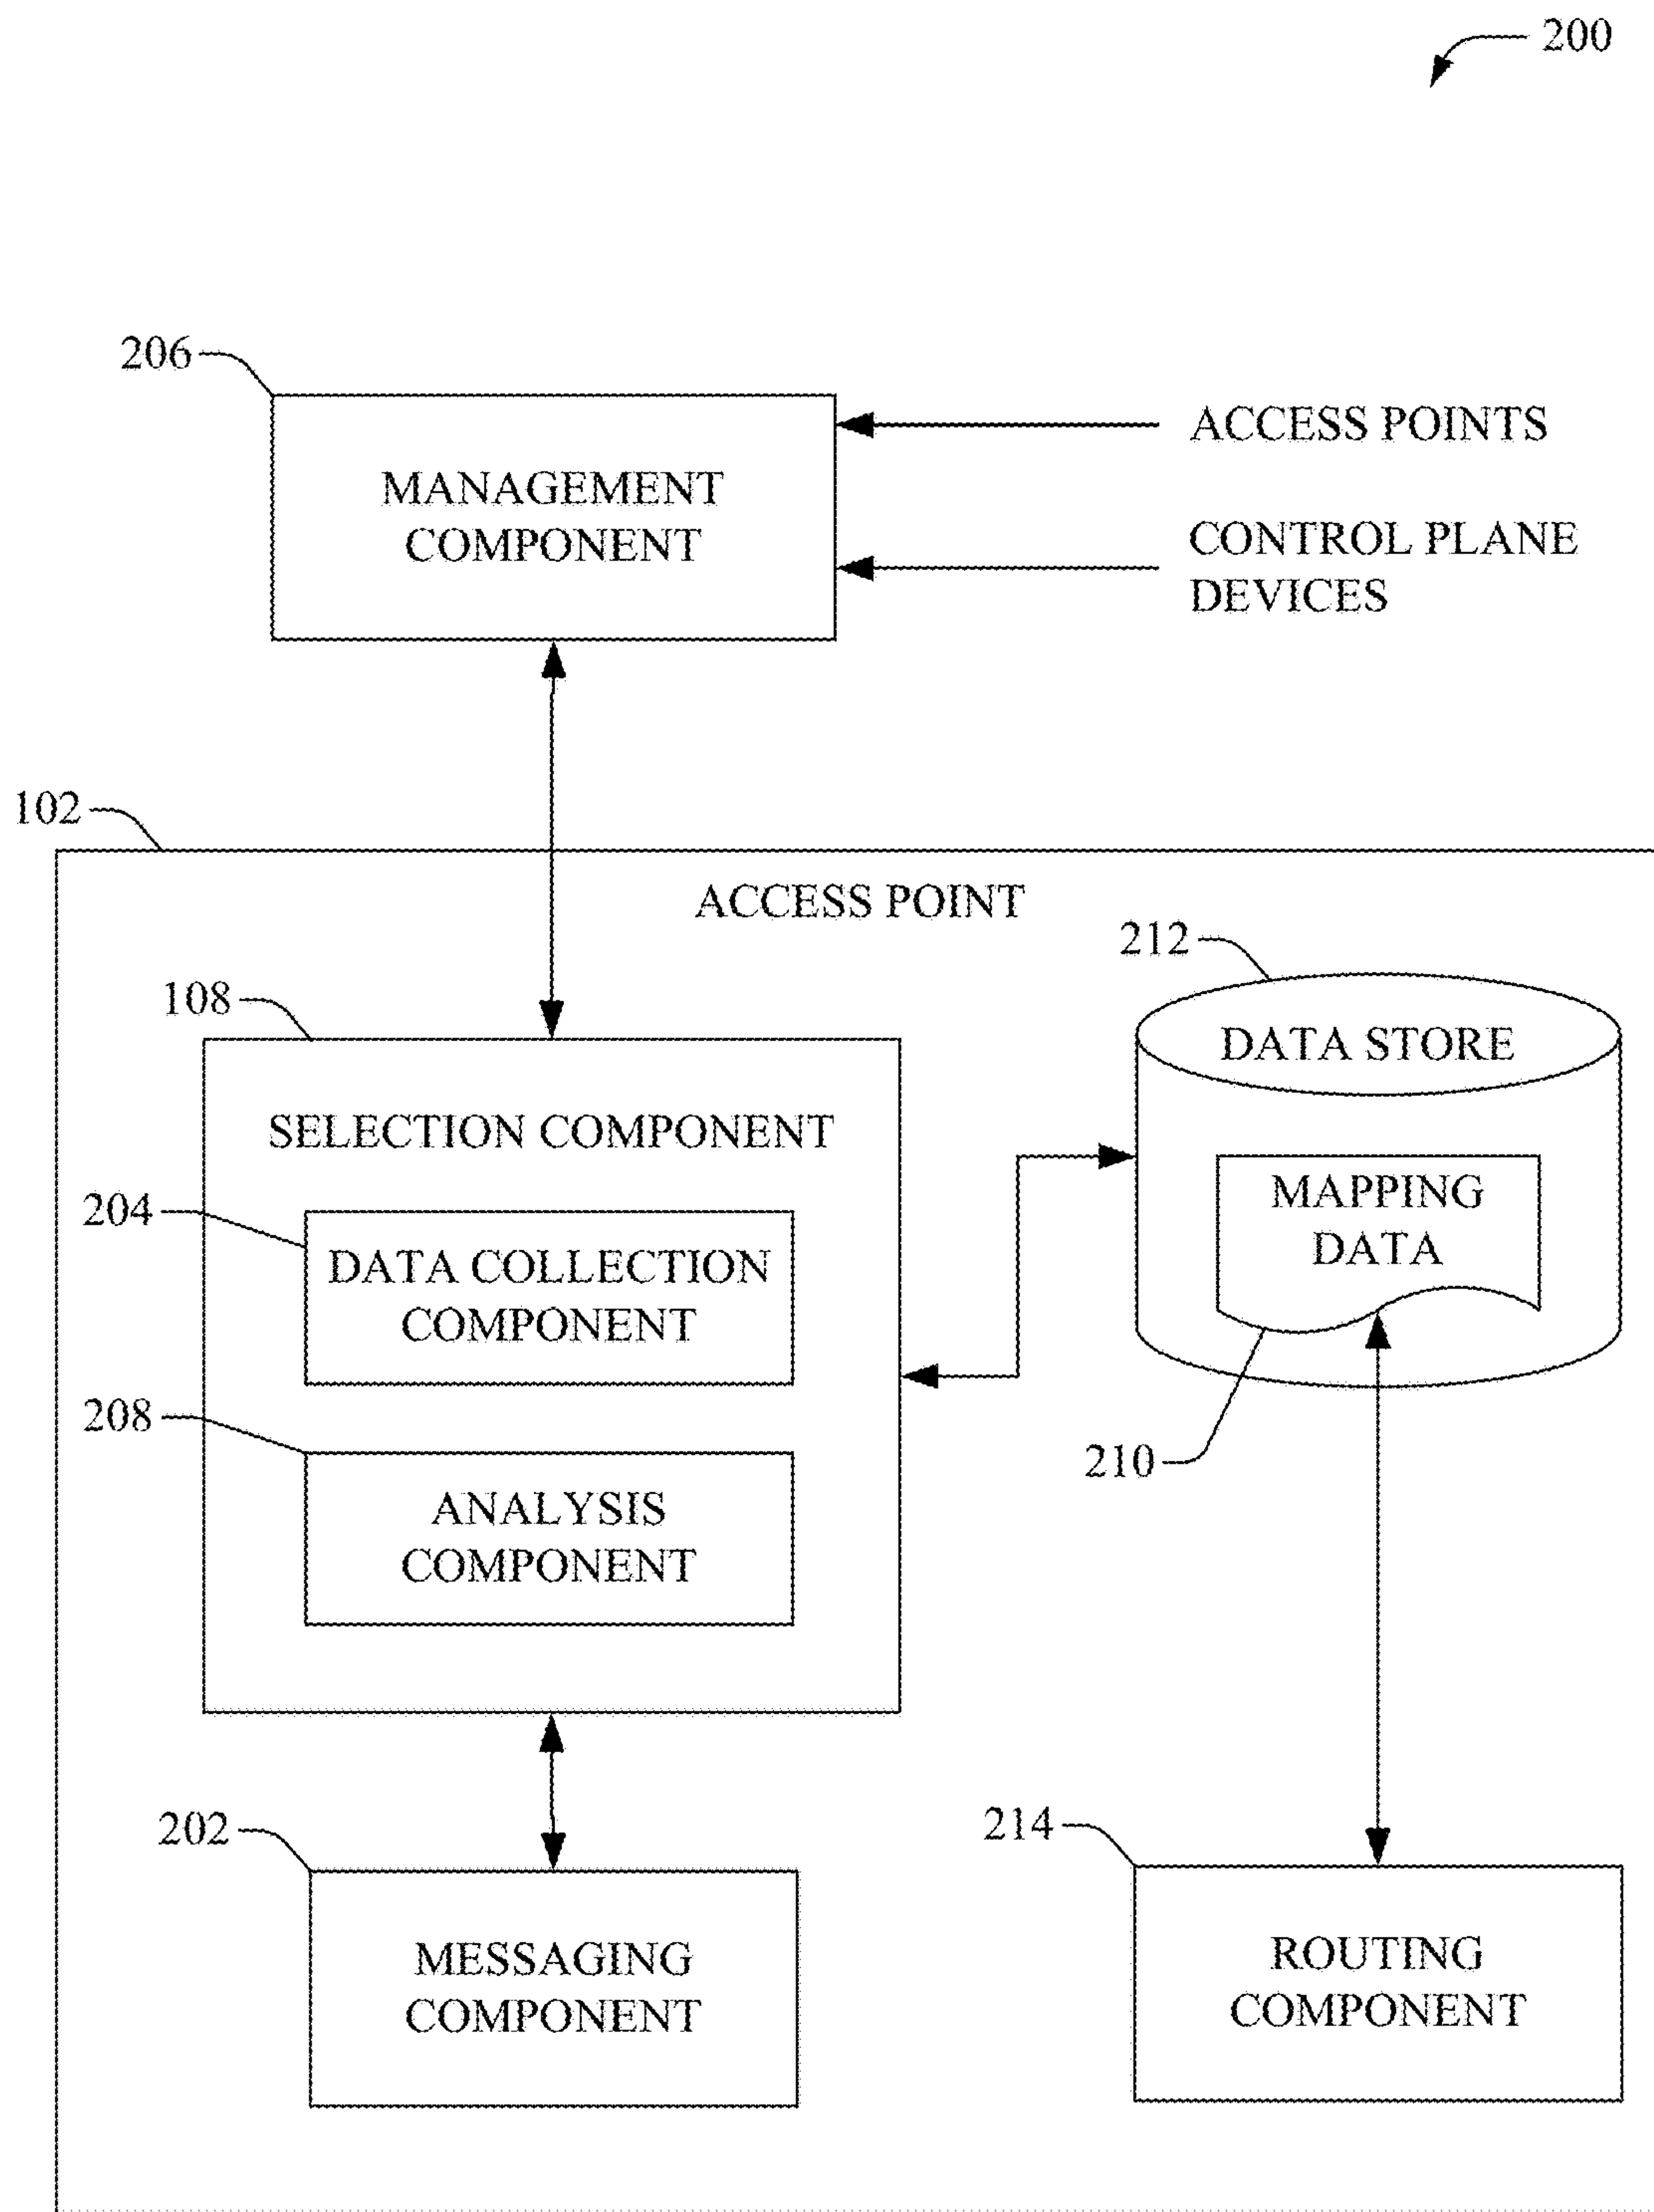 200
206
MANAGEMENT
COMPONENT
ACCESS POINTS
CONTROL PLANE
DEVICES
102
ACCESS POINT
212
DATA STORE
108
SELECTION COMPONENT
MAPPING
DATA
204
DATA COLLECTION
COMPONENT
208
210
ANALYSIS
COMPONENT
202
MESSAGING
COMPONENT
214
ROUTING
COMPONENT